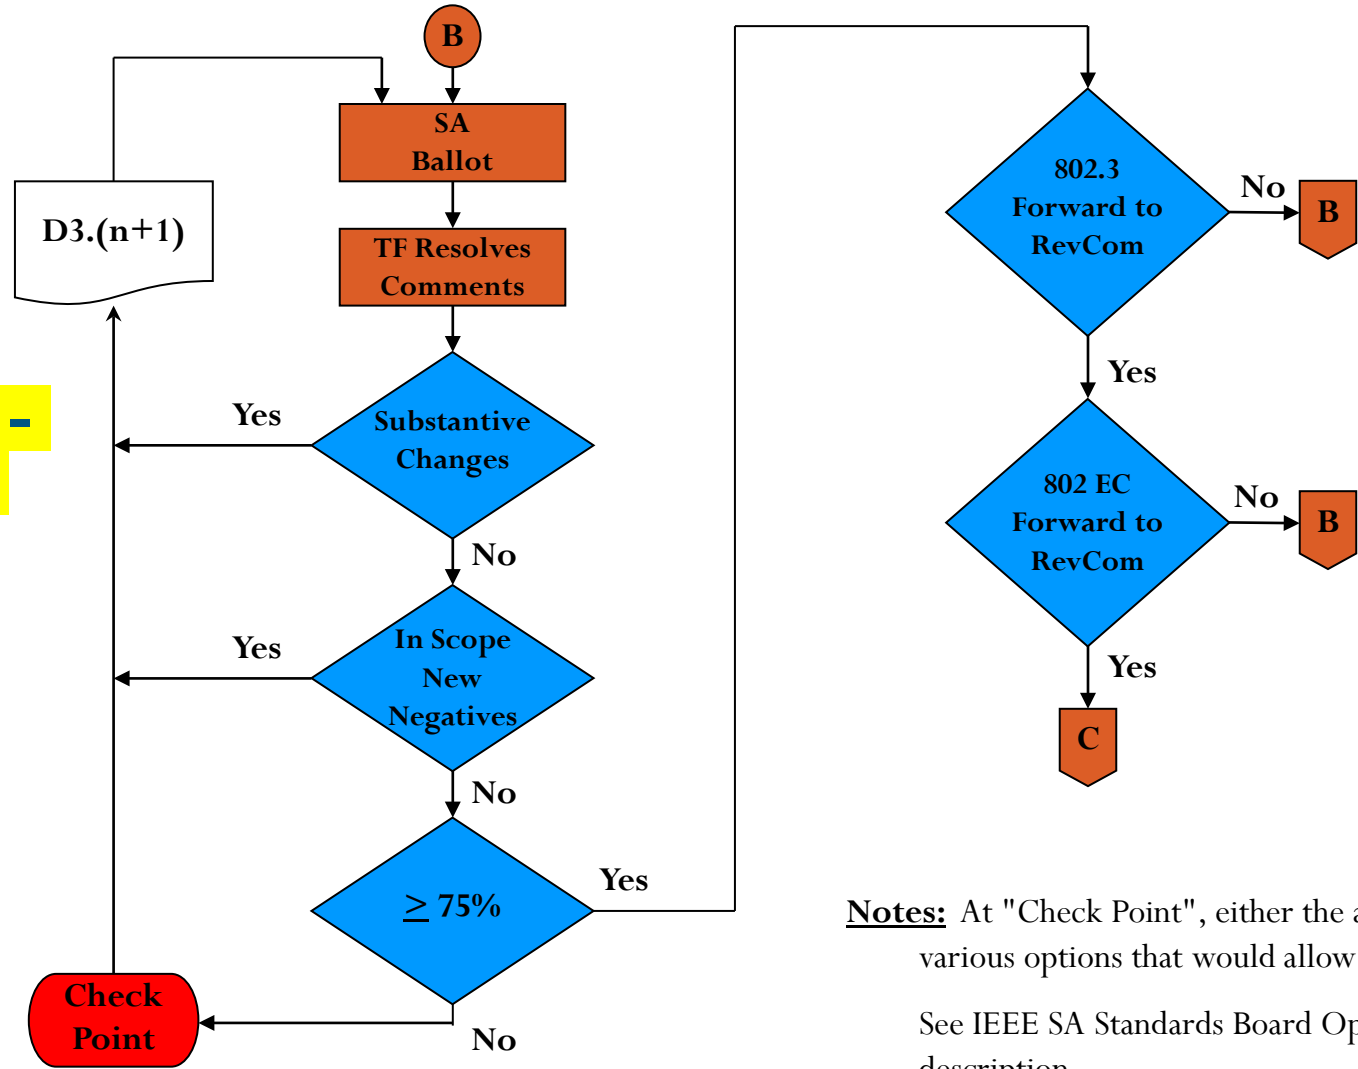 B
SA
Ballot
D3.(n+1)
TF Resolves
Comments
Yes
Substantive
Changes
No
Yes
In Scope
New
Negatives
No
≥ 75%
Yes
Check
Point
No
802.3
Forward to
RevCom
No
B
Yes
802 EC
Forward to
RevCom
No
B
Yes
C
Notes: At "Check Point", either the
various options that would allow
See IEEE SA Standards Board
description